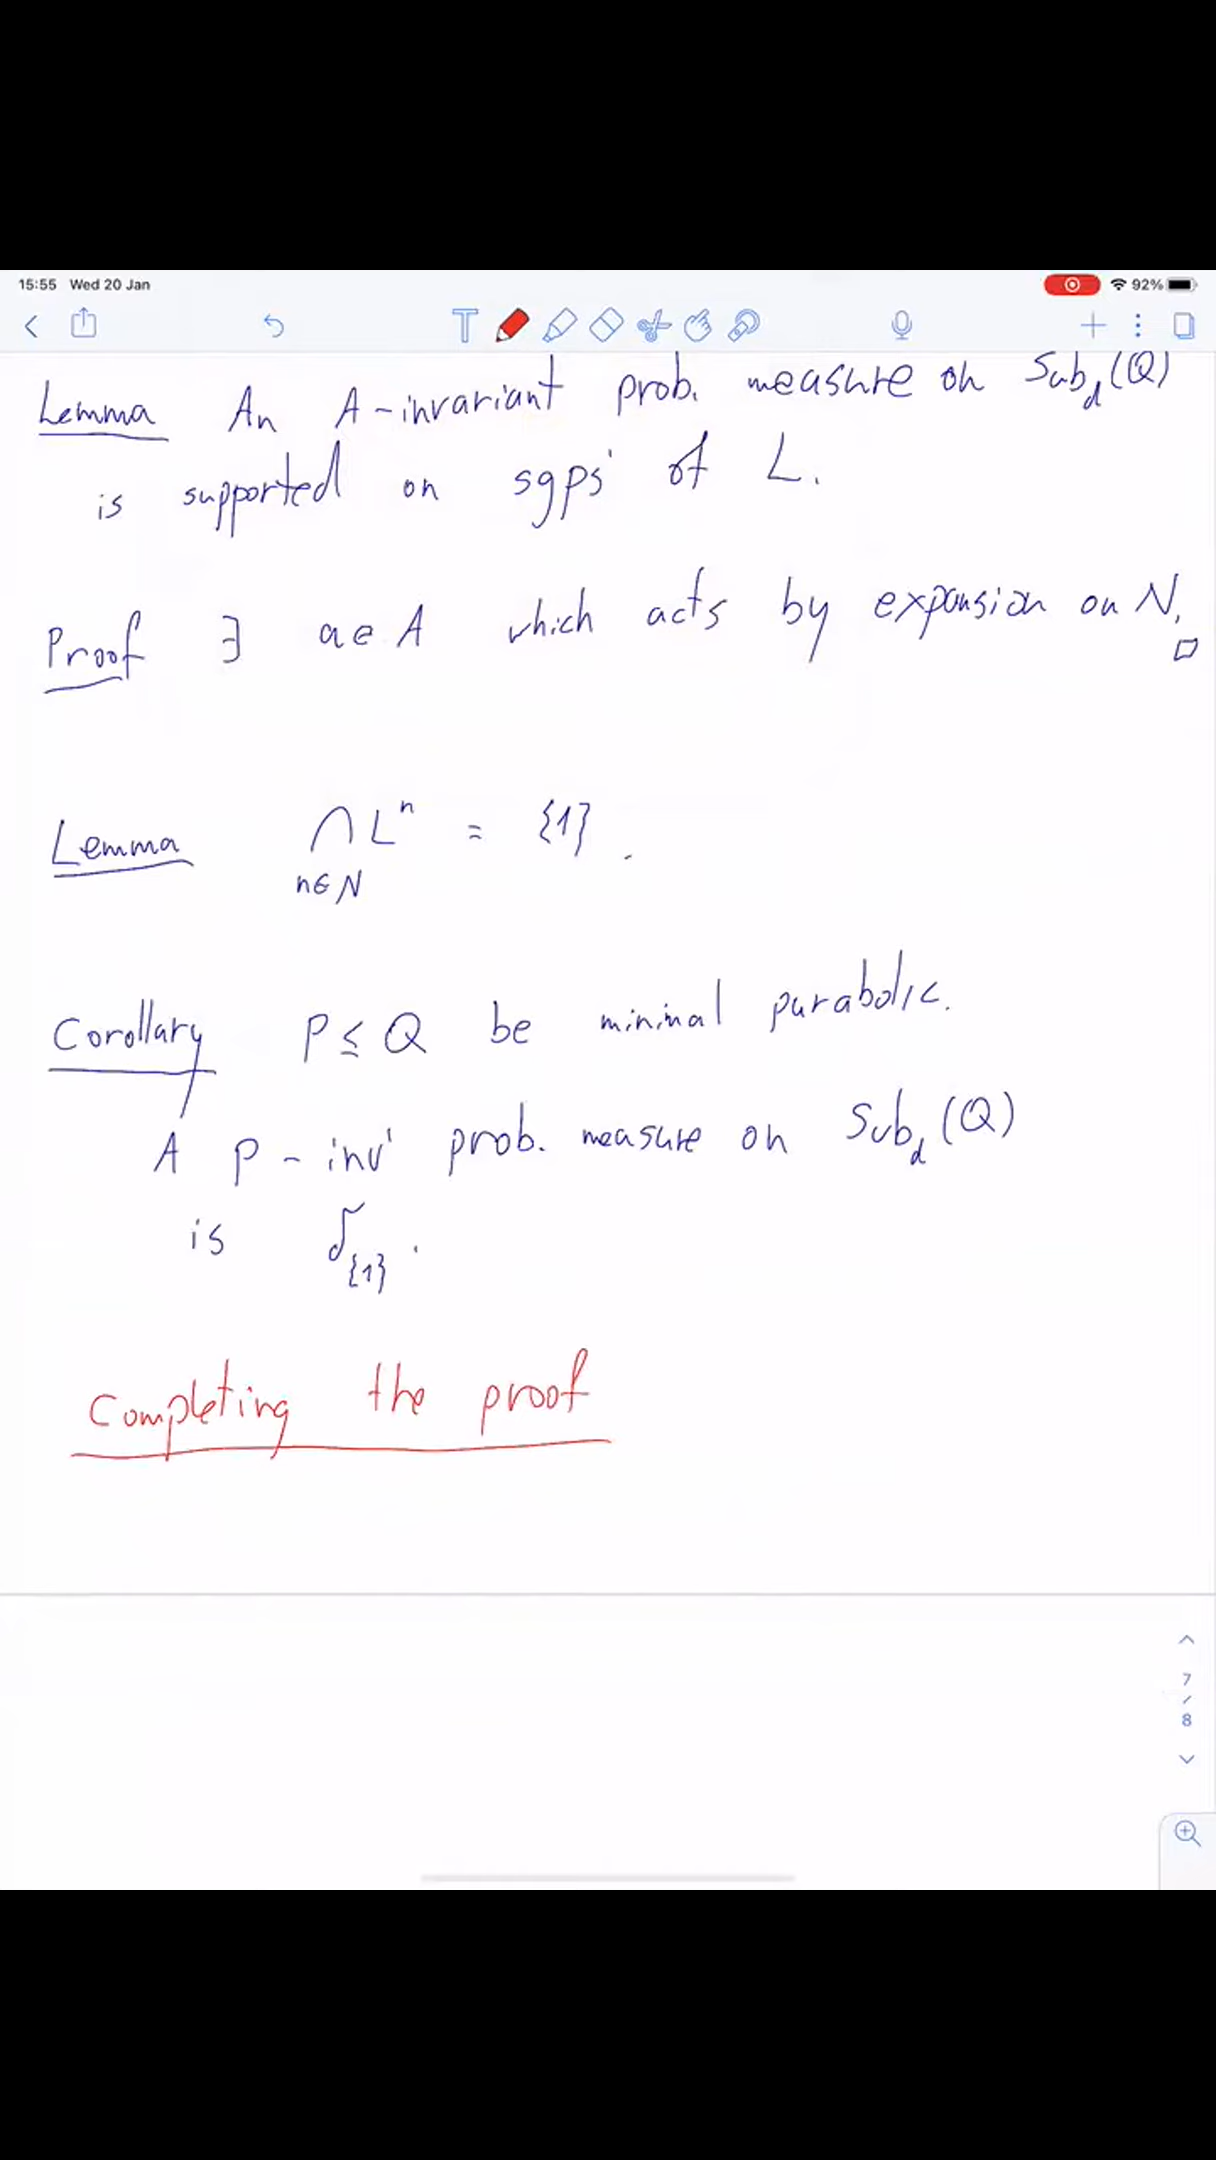 15:55 Wed 20 Jan
92%
Lemma An A-invariant prob. measure on Sub_d(Q)
is supported on sgps' of L.
Proof ∃ a∈A which acts by expansion on N. □
Lemma ∩_{n∈N} L^n = {1}.
Corollary P ≤ Q be minimal parabolic.
A P-inv' prob. measure on Sub_d(Q)
is δ_{1}.
Completing the proof
7
/
8